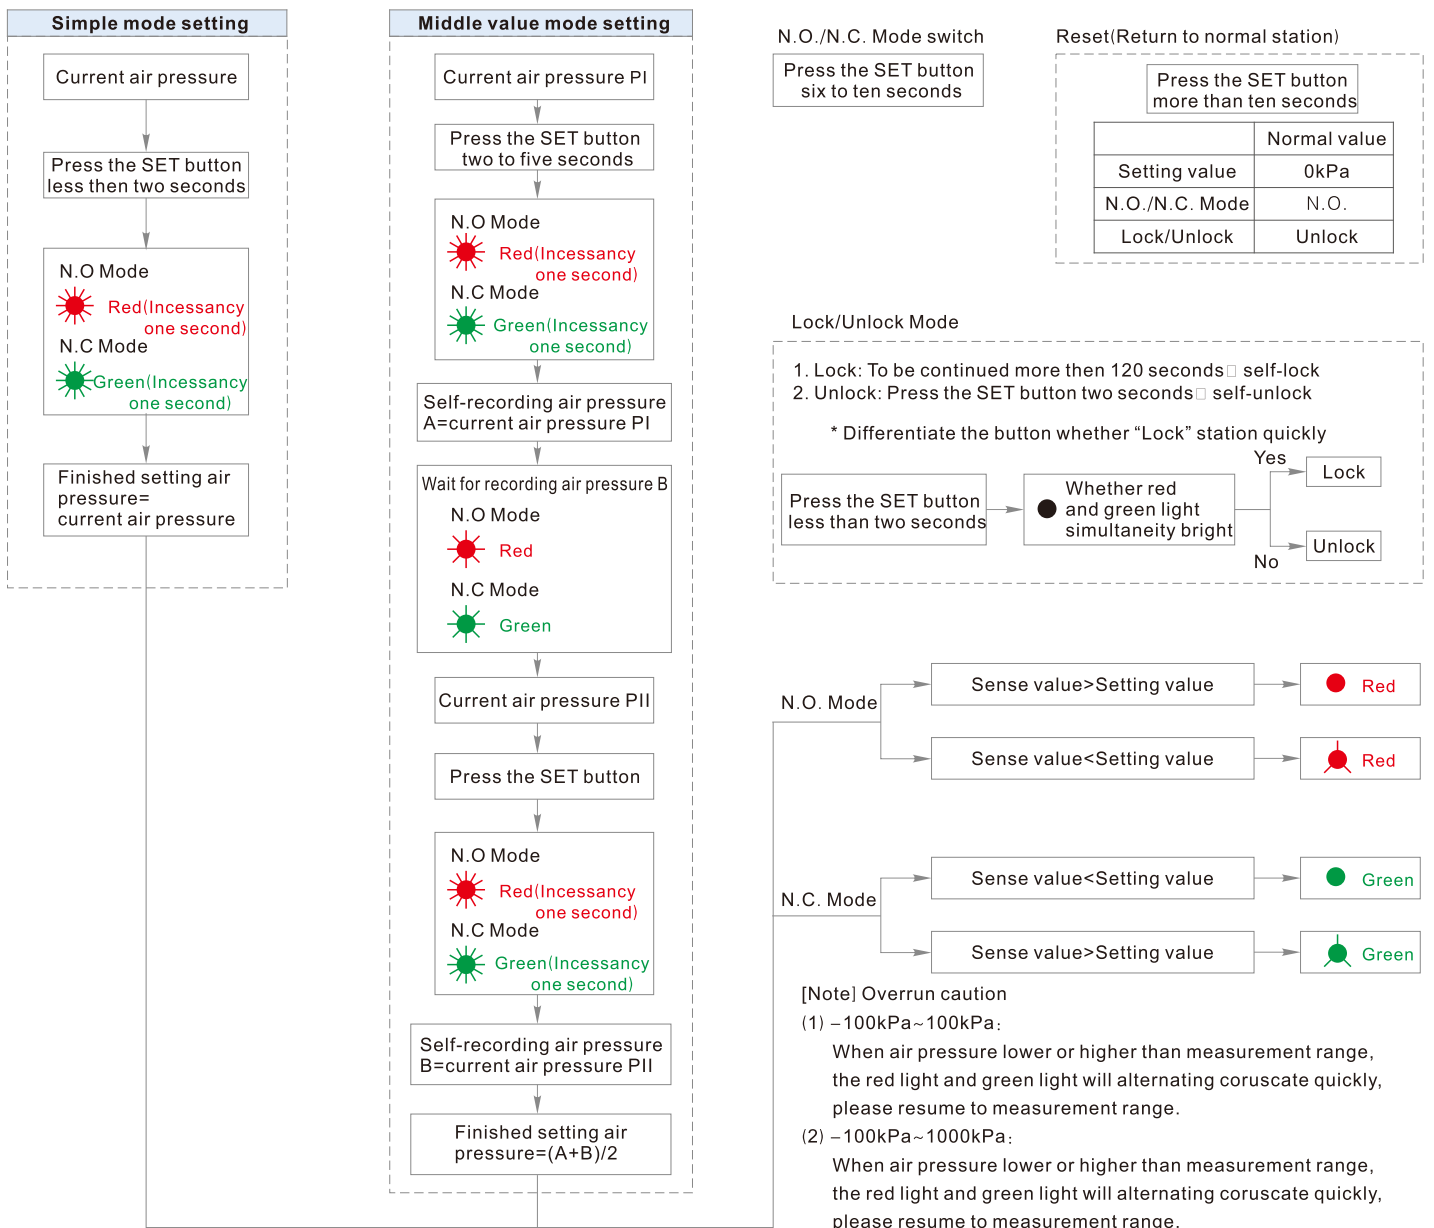 Simple mode setting
Current air pressure
Press the SET button
less then two seconds
N.O Mode
Red(Incessancy
one second)
N.C Mode
Green(Incessancy
one second)
Finished setting air
pressure=
current air pressure
Middle value mode setting
Current air pressure PI
Press the SET button
two to five seconds
N.O Mode
Red(Incessancy
one second)
N.C Mode
Green(Incessancy
one second)
Self-recording air pressure
A=current air pressure PI
Wait for recording air pressure B
N.O Mode
Red
N.C Mode
Green
Current air pressure PII
Press the SET button
N.O Mode
Red(Incessancy
one second)
N.C Mode
Green(Incessancy
one second)
Self-recording air pressure
B=current air pressure PII
Finished setting air
pressure=(A+B)/2
N.O./N.C. Mode switch
Press the SET button
six to ten seconds
Reset(Return to normal station)
Press the SET button
more than ten seconds
Normal value
Setting value 0kPa
N.O./N.C. Mode N.O.
Lock/Unlock Unlock
Lock/Unlock Mode
1. Lock: To be continued more then 120 seconds□ self-lock
2. Unlock: Press the SET button two seconds□ self-unlock
* Differentiate the button whether “Lock” station quickly
Press the SET button
less than two seconds
Whether red
and green light
simultaneity bright
Yes
Lock
No
Unlock
N.O. Mode
Sense value>Setting value
Red
Sense value<Setting value
Red
N.C. Mode
Sense value<Setting value
Green
Sense value>Setting value
Green
[Note] Overrun caution
(1) –100kPa~100kPa:
When air pressure lower or higher than measurement range,
the red light and green light will alternating coruscate quickly,
please resume to measurement range.
(2) –100kPa~1000kPa:
When air pressure lower or higher than measurement range,
the red light and green light will alternating coruscate quickly,
please resume to measurement range.